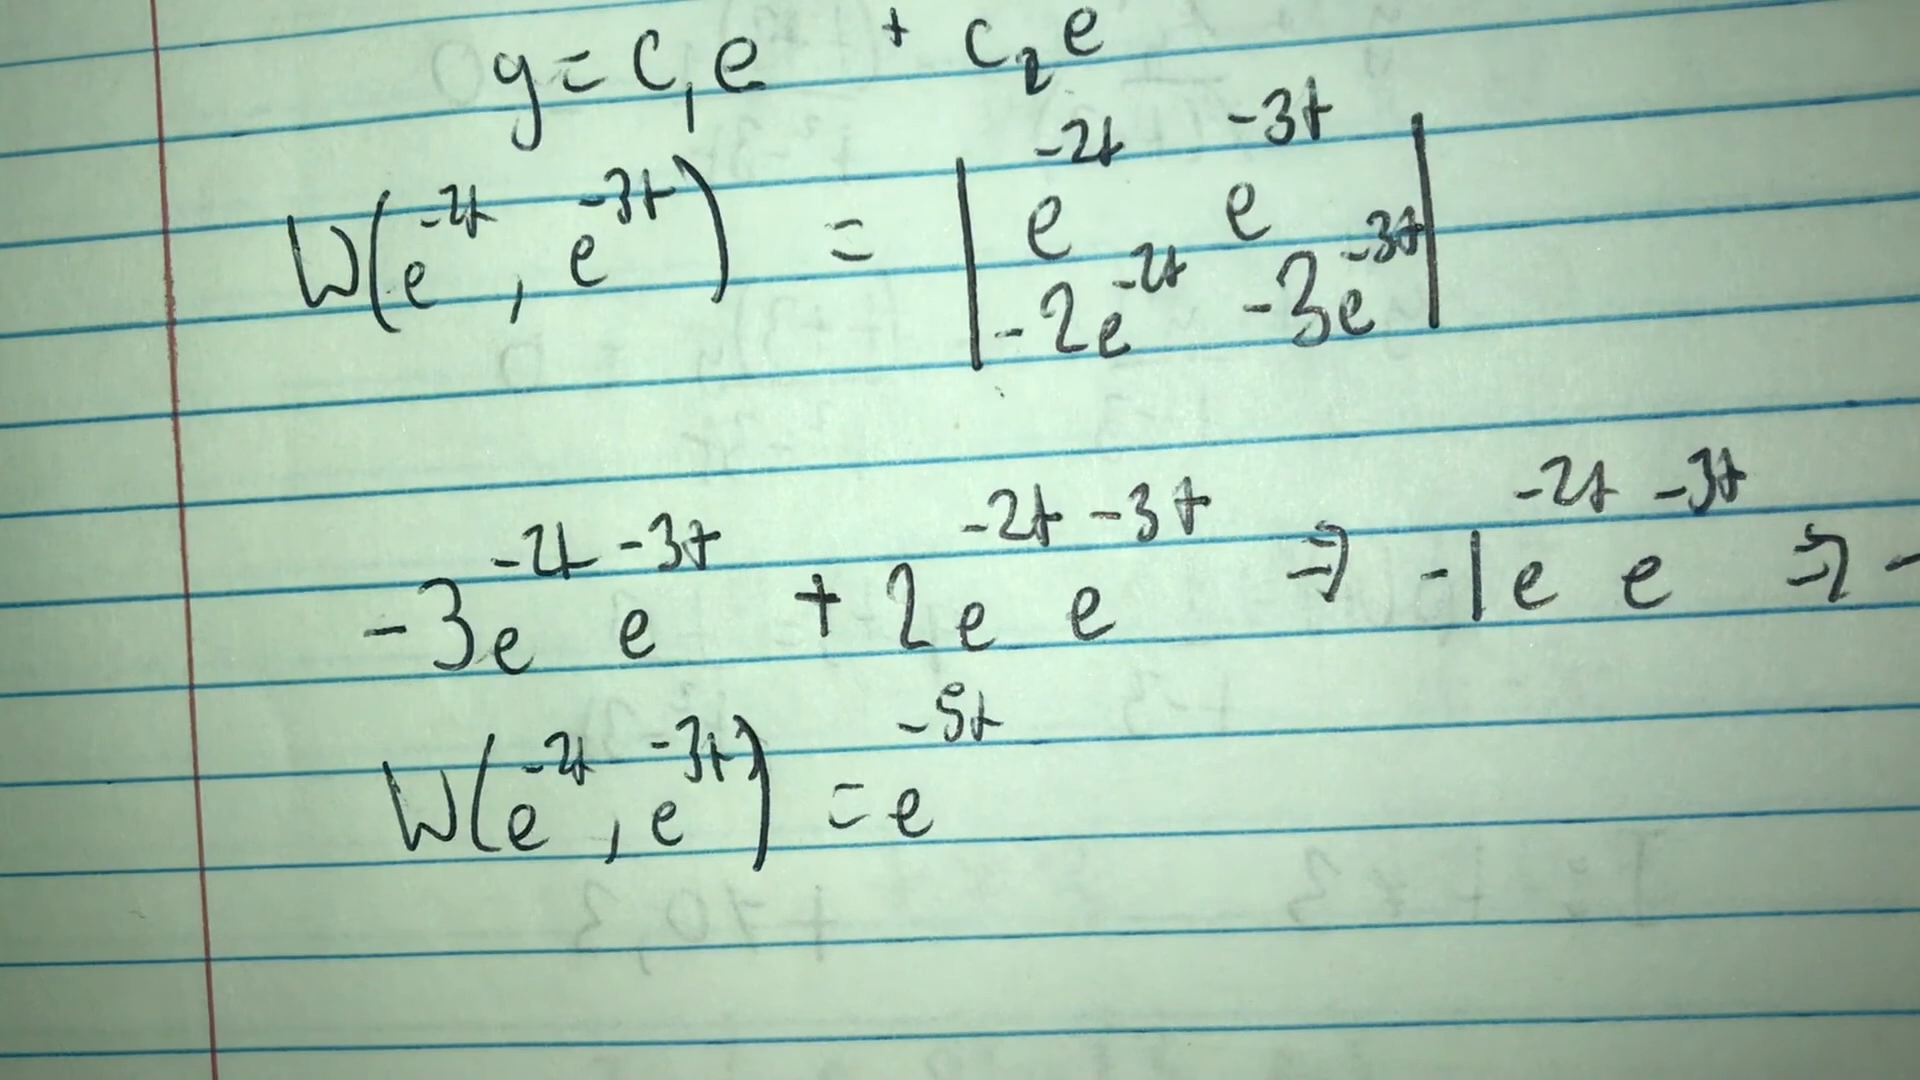 y = c₁e + c₂e
W(e^{-2t}, e^{-3t}) = | e^{-2t} e^{-3t} |
| -2e^{-2t} -3e^{-3t} |
-3e^{-2t} e^{-3t} + 2e^{-2t} e^{-3t} ⇒ -1e^{-2t} e^{-3t} ⇒ -
W(e^{-2t}, e^{-3t}) = e^{-5t}